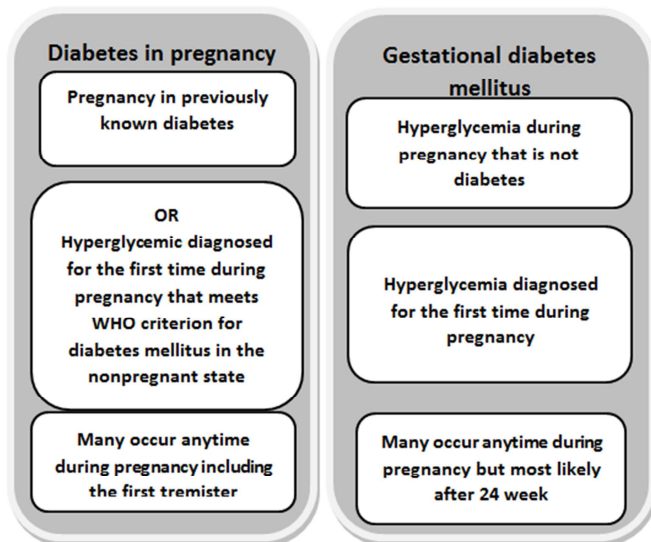 Diabetes in pregnancy
Pregnancy in previously
known diabetes
OR
Hyperglycemic diagnosed
for the first time during
pregnancy that meets
WHO criterion for
diabetes mellitus in the
nonpregnant state
Many occur anytime
during pregnancy including
the first tremister
Gestational diabetes
mellitus
Hyperglycemia during
pregnancy that is not
diabetes
Hyperglycemia diagnosed
for the first time during
pregnancy
Many occur anytime during
pregnancy but most likely
after 24 week